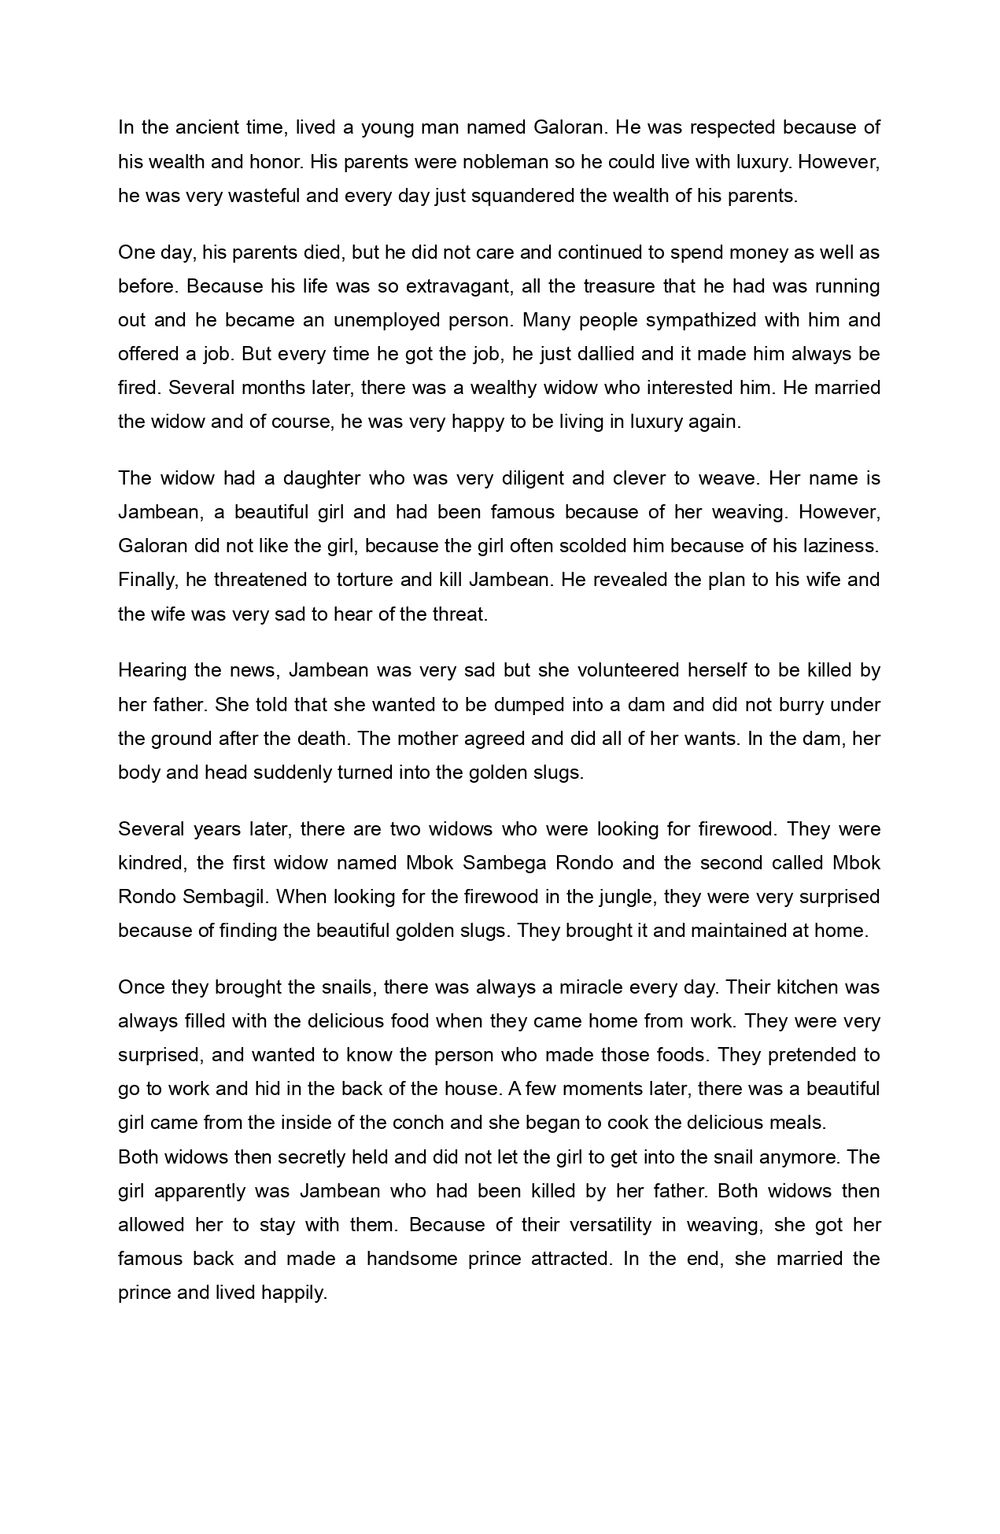 In the ancient time, lived a young man named Galoran. He was respected because of
his wealth and honor. His parents were nobleman so he could live with luxury. However,
he was very wasteful and every day just squandered the wealth of his parents.
One day, his parents died, but he did not care and continued to spend money as well as
before. Because his life was so extravagant, all the treasure that he had was running
out and he became an unemployed person. Many people sympathized with him and
offered a job. But every time he got the job, he just dallied and it made him always be
fired. Several months later, there was a wealthy widow who interested him. He married
the widow and of course, he was very happy to be living in luxury again.
The widow had a daughter who was very diligent and clever to weave. Her name is
Jambean, a beautiful girl and had been famous because of her weaving. However,
Galoran did not like the girl, because the girl often scolded him because of his laziness.
Finally, he threatened to torture and kill Jambean. He revealed the plan to his wife and
the wife was very sad to hear of the threat.
Hearing the news, Jambean was very sad but she volunteered herself to be killed by
her father. She told that she wanted to be dumped into a dam and did not burry under
the ground after the death. The mother agreed and did all of her wants. In the dam, her
body and head suddenly turned into the golden slugs.
Several years later, there are two widows who were looking for firewood. They were
kindred, the first widow named Mbok Sambega Rondo and the second called Mbok
Rondo Sembagil. When looking for the firewood in the jungle, they were very surprised
because of finding the beautiful golden slugs. They brought it and maintained at home.
Once they brought the snails, there was always a miracle every day. Their kitchen was
always filled with the delicious food when they came home from work. They were very
surprised, and wanted to know the person who made those foods. They pretended to
go to work and hid in the back of the house. A few moments later, there was a beautiful
girl came from the inside of the conch and she began to cook the delicious meals.
Both widows then secretly held and did not let the girl to get into the snail anymore. The
girl apparently was Jambean who had been killed by her father. Both widows then
allowed her to stay with them. Because of their versatility in weaving, she got her
famous back and made a handsome prince attracted. In the end, she married the
prince and lived happily.